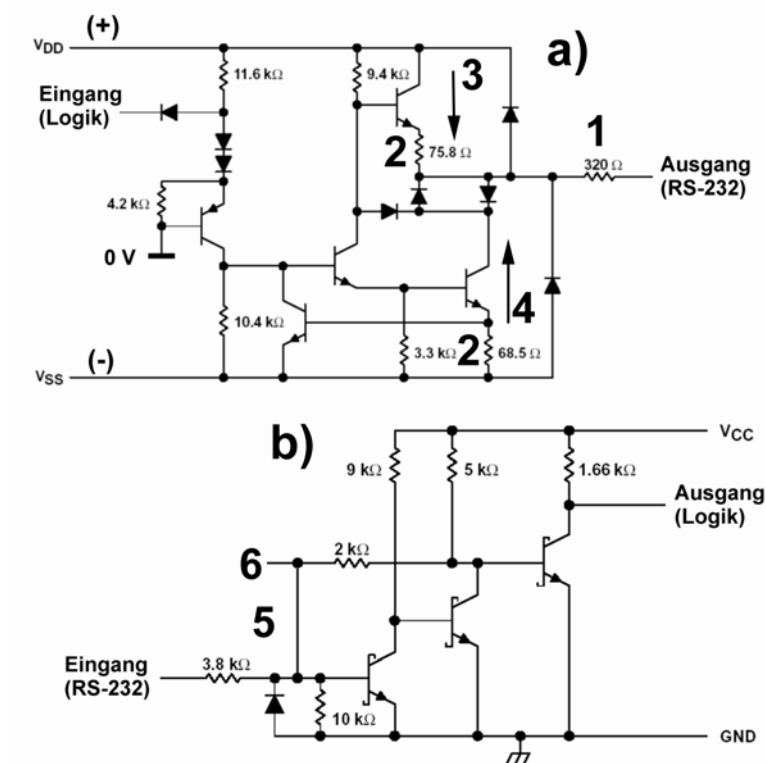 (+)
VDD
a)
11.6 kΩ
9.4 kΩ
3
Eingang
(Logik)
1
2
75.8 Ω
320 Ω
Ausgang
(RS-232)
4.2 kΩ
0 V
4
10.4 kΩ
3.3 kΩ
2
68.5 Ω
(-)
VSS
b)
VCC
9 kΩ
5 kΩ
1.66 kΩ
Ausgang
(Logik)
2 kΩ
6
5
Eingang
(RS-232)
3.8 kΩ
10 kΩ
GND